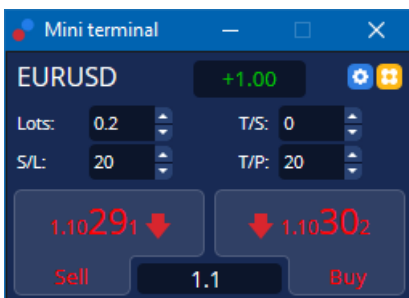 Mini terminal
EURUSD +1.00
Lots: 0.2 T/S: 0
S/L: 20 T/P: 20
1.10291 1.10302
Sell 1.1 Buy